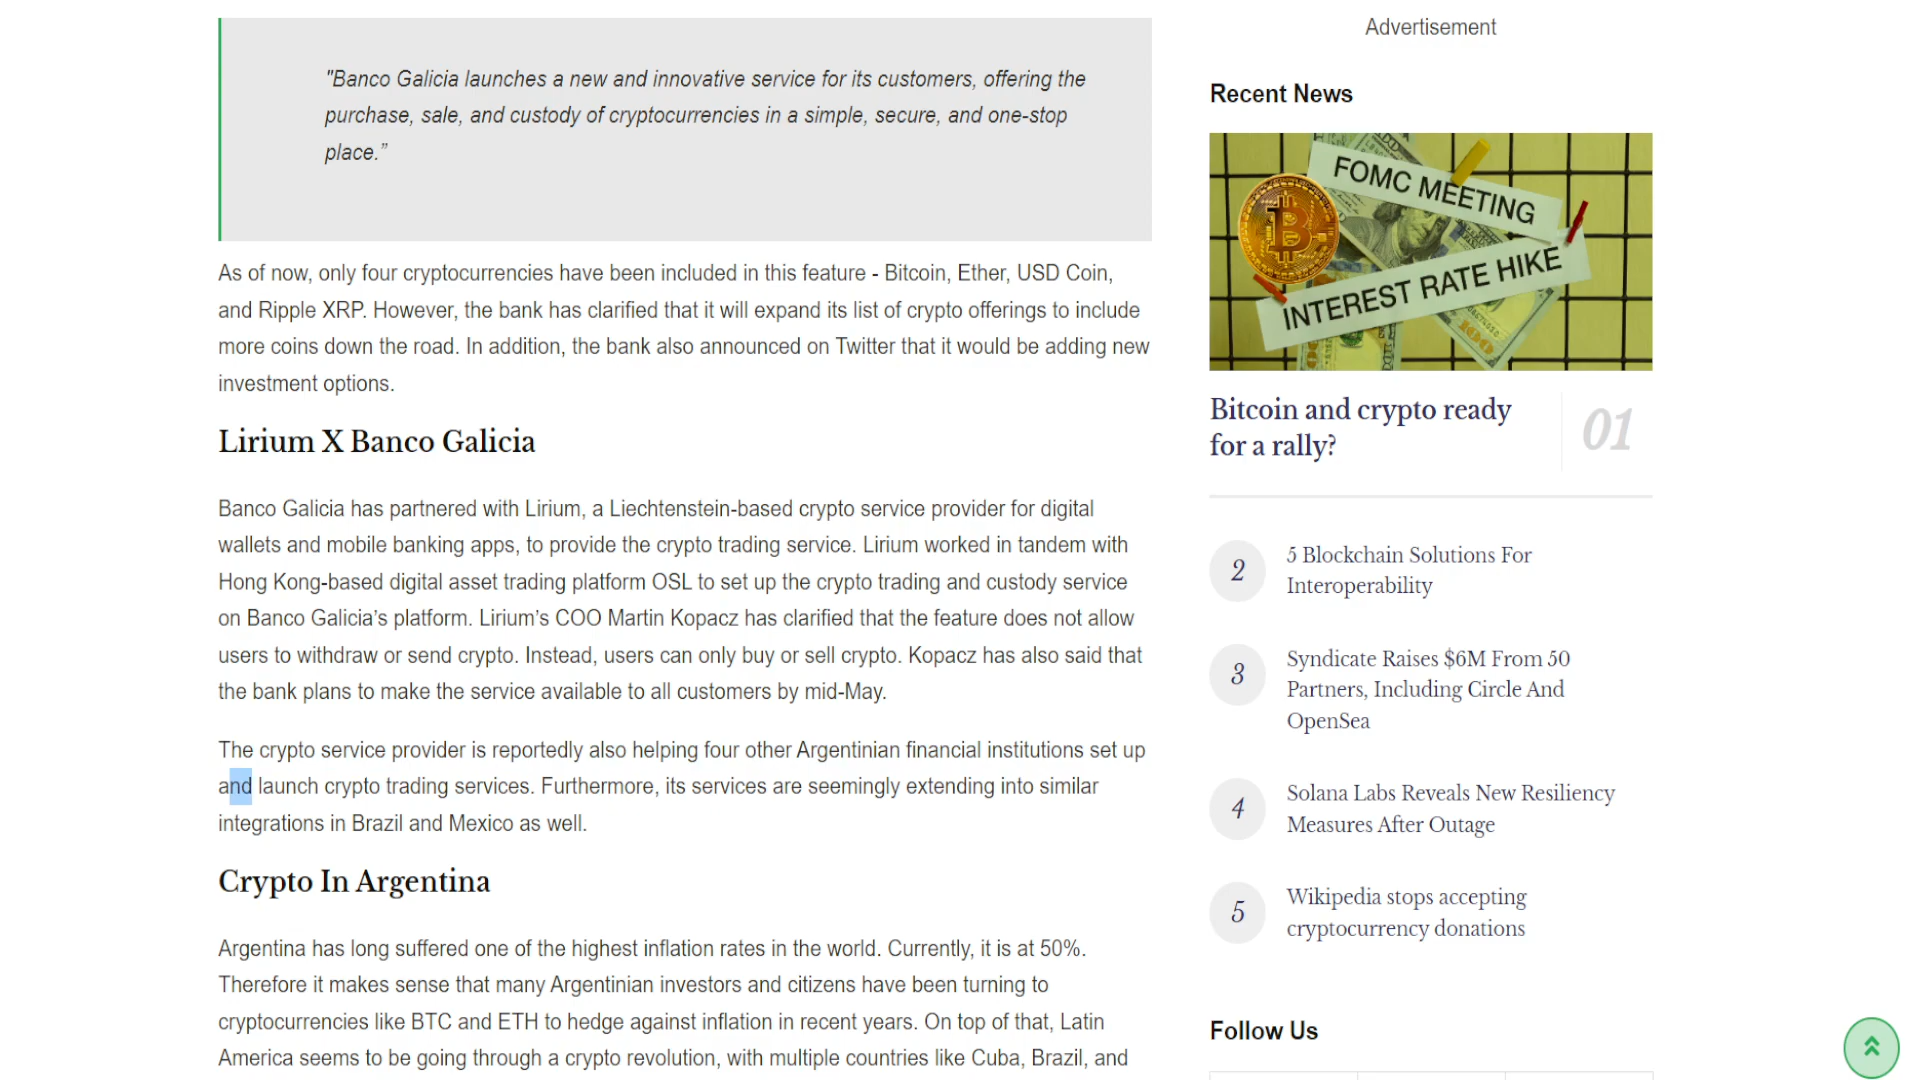 "Banco Galicia launches a new and innovative service for its customers, offering the
purchase, sale, and custody of cryptocurrencies in a simple, secure, and one-stop
place.”
As of now, only four cryptocurrencies have been included in this feature - Bitcoin, Ether, USD Coin,
and Ripple XRP. However, the bank has clarified that it will expand its list of crypto offerings to include
more coins down the road. In addition, the bank also announced on Twitter that it would be adding new
investment options.
Lirium X Banco Galicia
Banco Galicia has partnered with Lirium, a Liechtenstein-based crypto service provider for digital
wallets and mobile banking apps, to provide the crypto trading service. Lirium worked in tandem with
Hong Kong-based digital asset trading platform OSL to set up the crypto trading and custody service
on Banco Galicia’s platform. Lirium’s COO Martin Kopacz has clarified that the feature does not allow
users to withdraw or send crypto. Instead, users can only buy or sell crypto. Kopacz has also said that
the bank plans to make the service available to all customers by mid-May.
The crypto service provider is reportedly also helping four other Argentinian financial institutions set up
and launch crypto trading services. Furthermore, its services are seemingly extending into similar
integrations in Brazil and Mexico as well.
Crypto In Argentina
Argentina has long suffered one of the highest inflation rates in the world. Currently, it is at 50%.
Therefore it makes sense that many Argentinian investors and citizens have been turning to
cryptocurrencies like BTC and ETH to hedge against inflation in recent years. On top of that, Latin
America seems to be going through a crypto revolution, with multiple countries like Cuba, Brazil, and
Advertisement
Recent News
FOMC MEETING
INTEREST RATE HIKE
100
Bitcoin and crypto ready
for a rally?
01
2
5 Blockchain Solutions For
Interoperability
3
Syndicate Raises $6M From 50
Partners, Including Circle And
OpenSea
4
Solana Labs Reveals New Resiliency
Measures After Outage
5
Wikipedia stops accepting
cryptocurrency donations
Follow Us